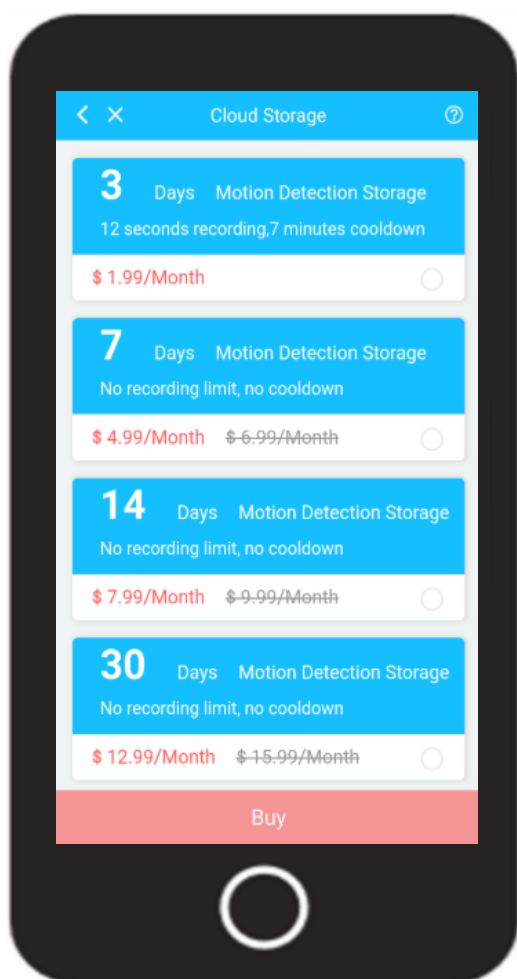 Cloud Storage
3 Days Motion Detection Storage
12 seconds recording,7 minutes cooldown
$ 1.99/Month
7 Days Motion Detection Storage
No recording limit, no cooldown
$ 4.99/Month $ 6.99/Month
14 Days Motion Detection Storage
No recording limit, no cooldown
$ 7.99/Month $ 9.99/Month
30 Days Motion Detection Storage
No recording limit, no cooldown
$ 12.99/Month $ 15.99/Month
Buy